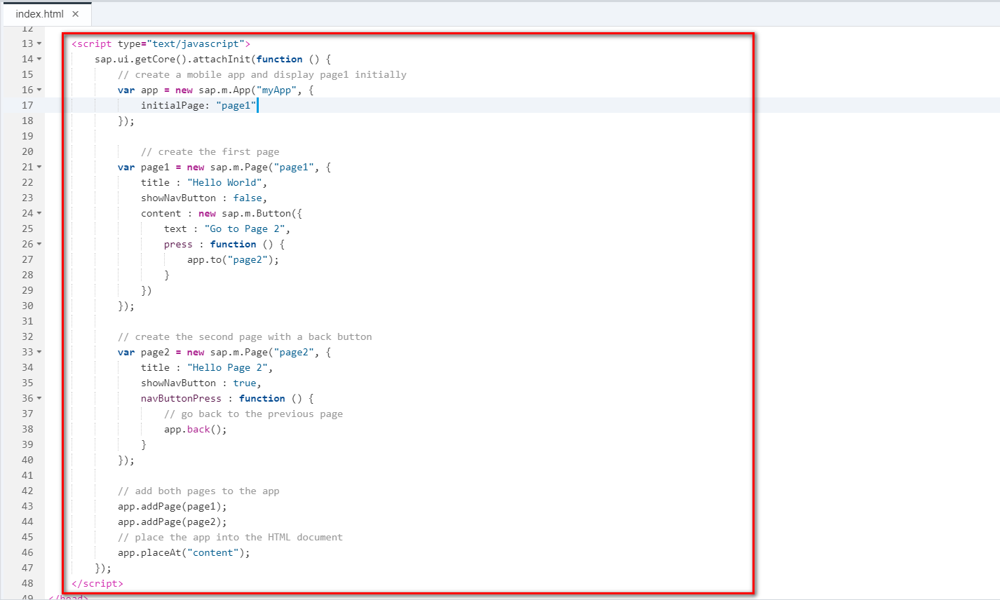 index.html ×
12
13 <script type="text/javascript">
14 sap.ui.getCore().attachInit(function () {
15 // create a mobile app and display page1 initially
16 var app = new sap.m.App("myApp", {
17 initialPage: "page1"
18 });
19
20 // create the first page
21 var page1 = new sap.m.Page("page1", {
22 title : "Hello World",
23 showNavButton : false,
24 content : new sap.m.Button({
25 text : "Go to Page 2",
26 press : function () {
27 app.to("page2");
28 }
29 })
30 });
31
32 // create the second page with a back button
33 var page2 = new sap.m.Page("page2", {
34 title : "Hello Page 2",
35 showNavButton : true,
36 navButtonPress : function () {
37 // go back to the previous page
38 app.back();
39 }
40 });
41
42 // add both pages to the app
43 app.addPage(page1);
44 app.addPage(page2);
45 // place the app into the HTML document
46 app.placeAt("content");
47 });
48 </script>
49 </head>